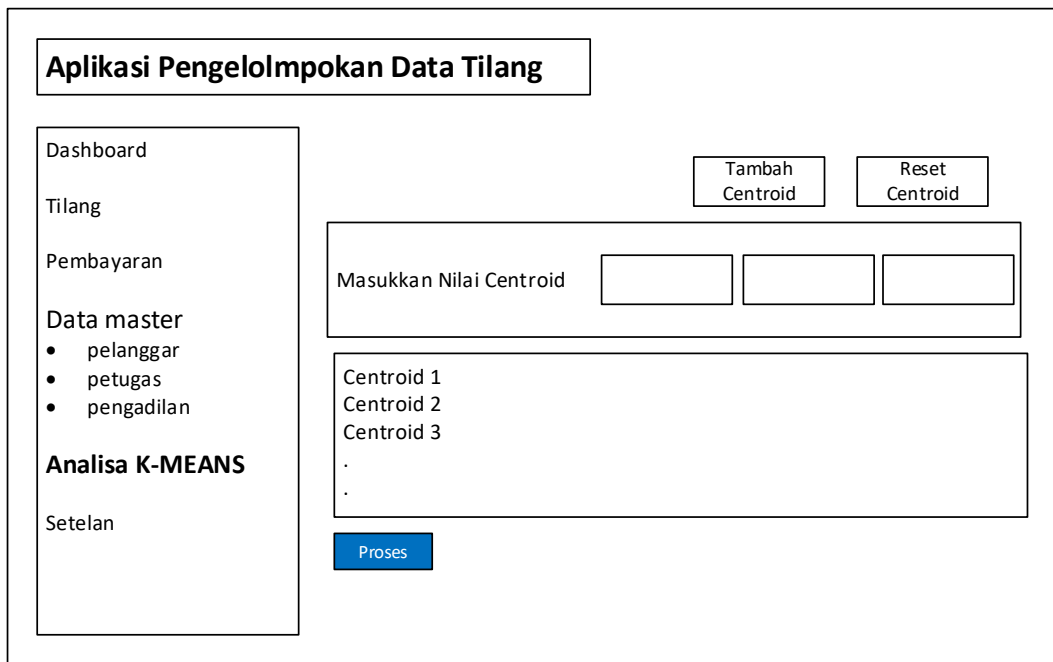 Aplikasi Pengelolmpokan Data Tilang
Dashboard
Tilang
Pembayaran
Data master
• pelanggar
• petugas
• pengadilan
Analisa K-MEANS
Setelan
Tambah
Centroid
Reset
Centroid
Masukkan Nilai Centroid
Centroid 1
Centroid 2
Centroid 3
.
.
Proses